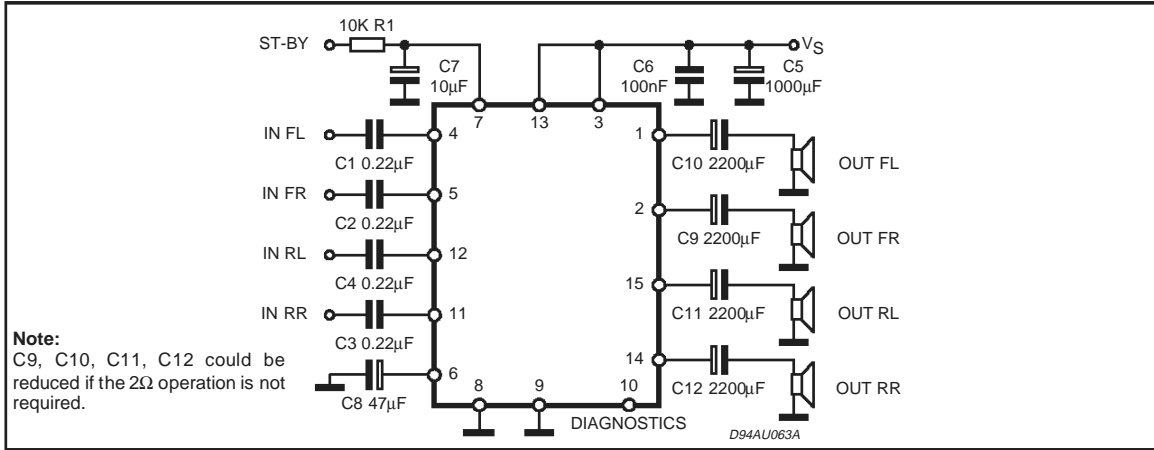 10K R1
ST-BY
C7
10µF
C6
100nF
V_S
C5
1000µF
7
13
3
IN FL
4
C1 0.22µF
1
C10 2200µF
OUT FL
IN FR
5
C2 0.22µF
2
C9 2200µF
OUT FR
IN RL
12
C4 0.22µF
15
C11 2200µF
OUT RL
IN RR
11
C3 0.22µF
14
C12 2200µF
OUT RR
6
C8 47µF
8
9
10
DIAGNOSTICS
D94AU063A
Note:
C9, C10, C11, C12 could be
reduced if the 2Ω operation is not
required.